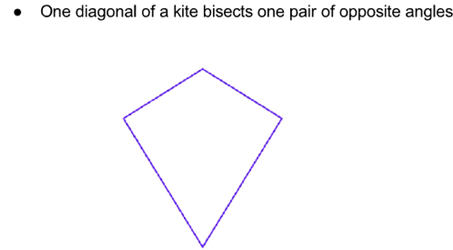 • One diagonal of a kite bisects one pair of opposite angles